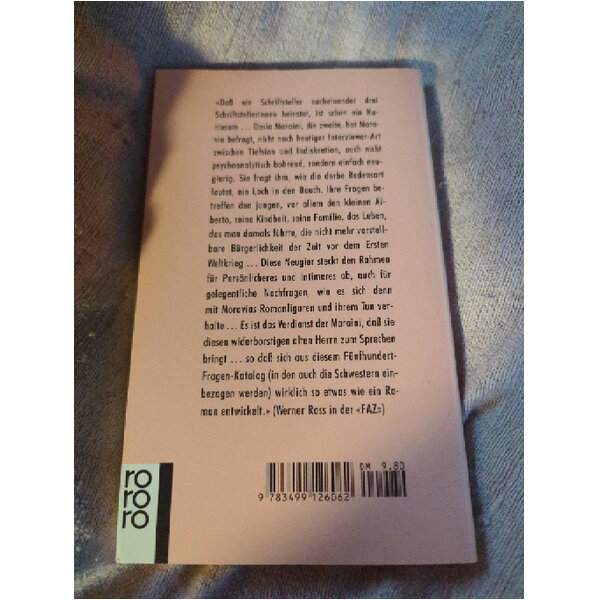 «Daß ein Schriftsteller nacheinander drei
Schriftstellerinnen heiratet, ist schon ein Ku-
riosum ... Dacia Maraini, die zweite, hat Mora-
via befragt, nicht nach heutiger Interviewer-Art
zwischen Tiefsinn und Indiskretion, auch nicht
psychoanalytisch bohrend, sondern einfach neu-
gierig. Sie fragt ihm, wie die derbe Redensart
lautet, ein Loch in den Bauch. Ihre Fragen be-
treffen den jungen, vor allem den kleinen Al-
berto, seine Kindheit, seine Familie, das Leben,
das man damals führte, die nicht mehr vorstell-
bare Bürgerlichkeit der Zeit vor dem Ersten
Weltkrieg ... Diese Neugier steckt den Rahmen
für Persönlicheres und Intimeres ab, auch für
gelegentliche Nachfragen, wie es sich denn
mit Moravias Romanfiguren und ihrem Tun ver-
halte ... Es ist das Verdienst der Maraini, daß sie
diesen widerborstigen alten Herrn zum Sprechen
bringt ... so daß sich aus diesem Fünfhundert-
Fragen-Katalog (in den auch die Schwestern ein-
bezogen werden) wirklich so etwas wie ein Ro-
man entwickelt.» (Werner Ross in der «FAZ»)
DM 9.80
9 783499 126062
ro
ro
ro